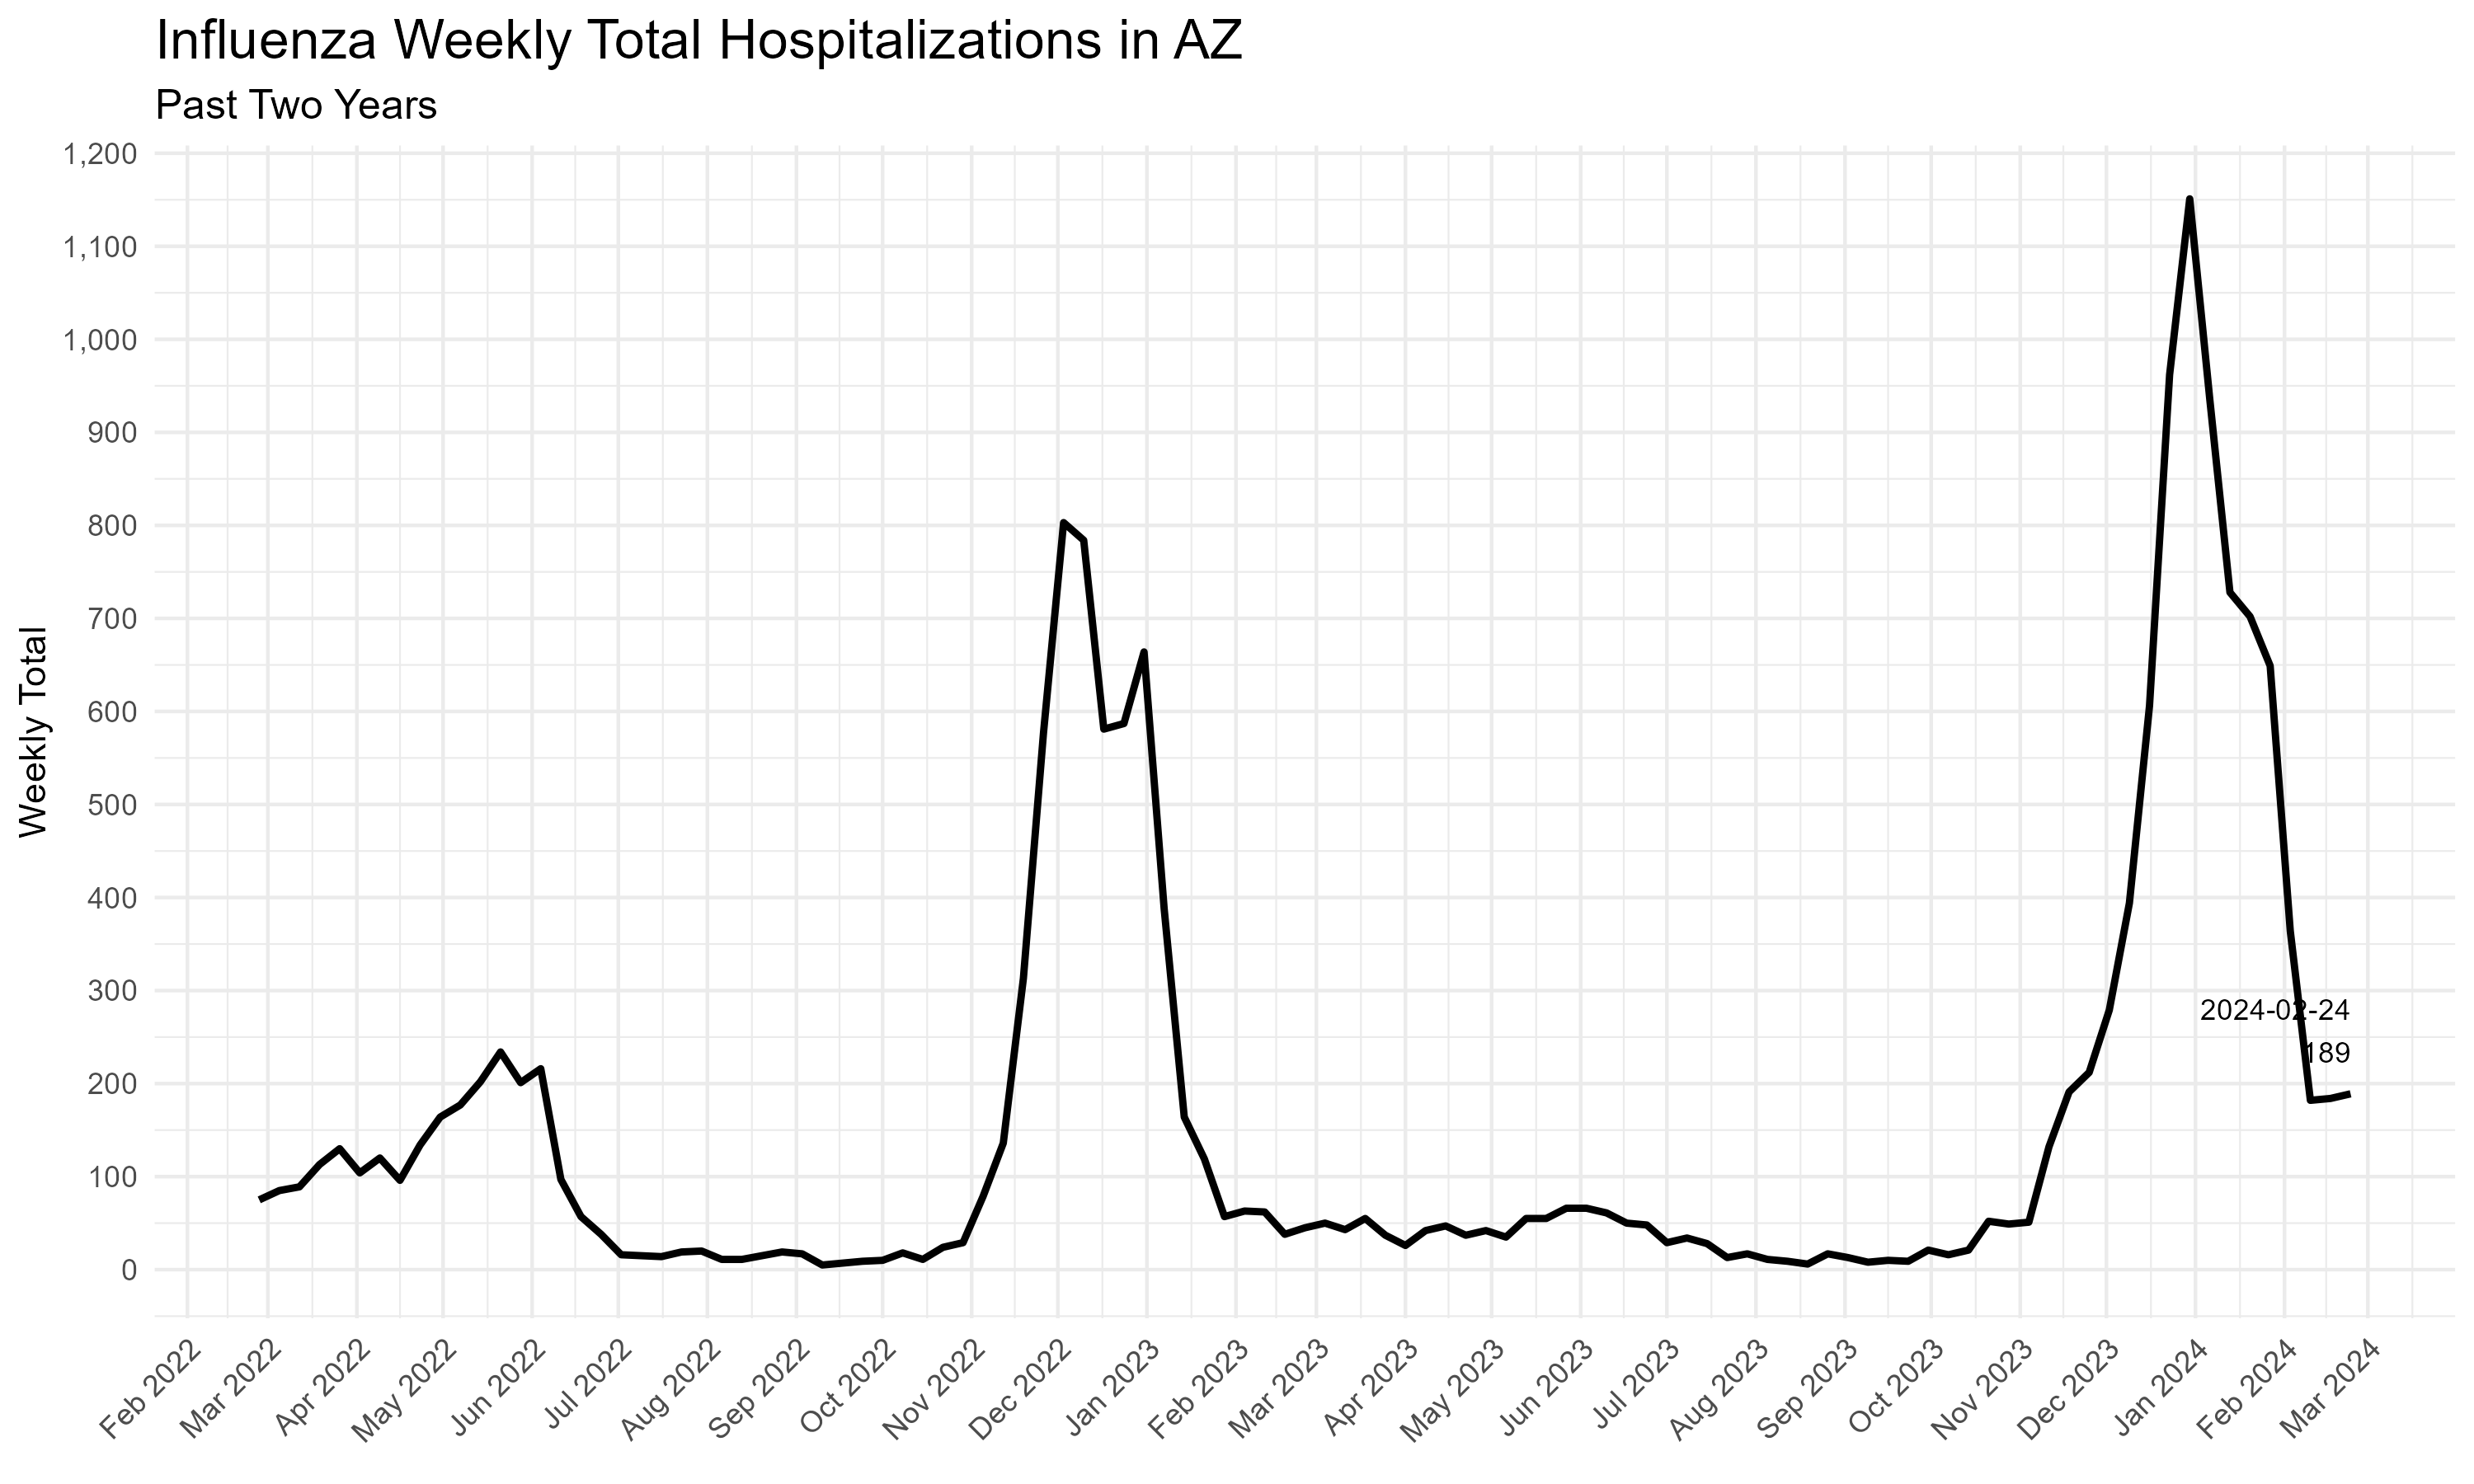 Influenza Weekly Total Hospitalizations in AZ
Past Two Years
1,200
1,100
1,000
900
800
700
600
500
400
300
200
100
0
Weekly Total
2024-02-24
189
Feb 2022
Mar 2022
Apr 2022
May 2022
Jun 2022
Jul 2022
Aug 2022
Sep 2022
Oct 2022
Nov 2022
Dec 2022
Jan 2023
Feb 2023
Mar 2023
Apr 2023
May 2023
Jun 2023
Jul 2023
Aug 2023
Sep 2023
Oct 2023
Nov 2023
Dec 2023
Jan 2024
Feb 2024
Mar 2024